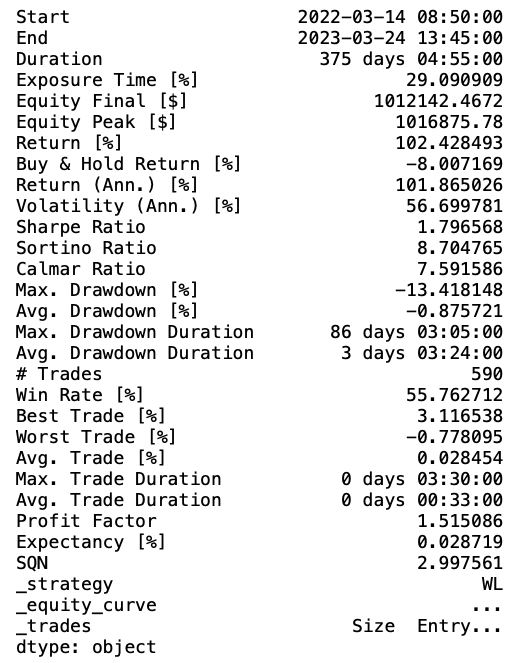 Start 2022-03-14 08:50:00
End 2023-03-24 13:45:00
Duration 375 days 04:55:00
Exposure Time [%] 29.090909
Equity Final [$] 1012142.4672
Equity Peak [$] 1016875.78
Return [%] 102.428493
Buy & Hold Return [%] -8.007169
Return (Ann.) [%] 101.865026
Volatility (Ann.) [%] 56.699781
Sharpe Ratio 1.796568
Sortino Ratio 8.704765
Calmar Ratio 7.591586
Max. Drawdown [%] -13.418148
Avg. Drawdown [%] -0.875721
Max. Drawdown Duration 86 days 03:05:00
Avg. Drawdown Duration 3 days 03:24:00
# Trades 590
Win Rate [%] 55.762712
Best Trade [%] 3.116538
Worst Trade [%] -0.778095
Avg. Trade [%] 0.028454
Max. Trade Duration 0 days 03:30:00
Avg. Trade Duration 0 days 00:33:00
Profit Factor 1.515086
Expectancy [%] 0.028719
SQN 2.997561
_strategy WL
_equity_curve ...
_trades Size Entry...
dtype: object